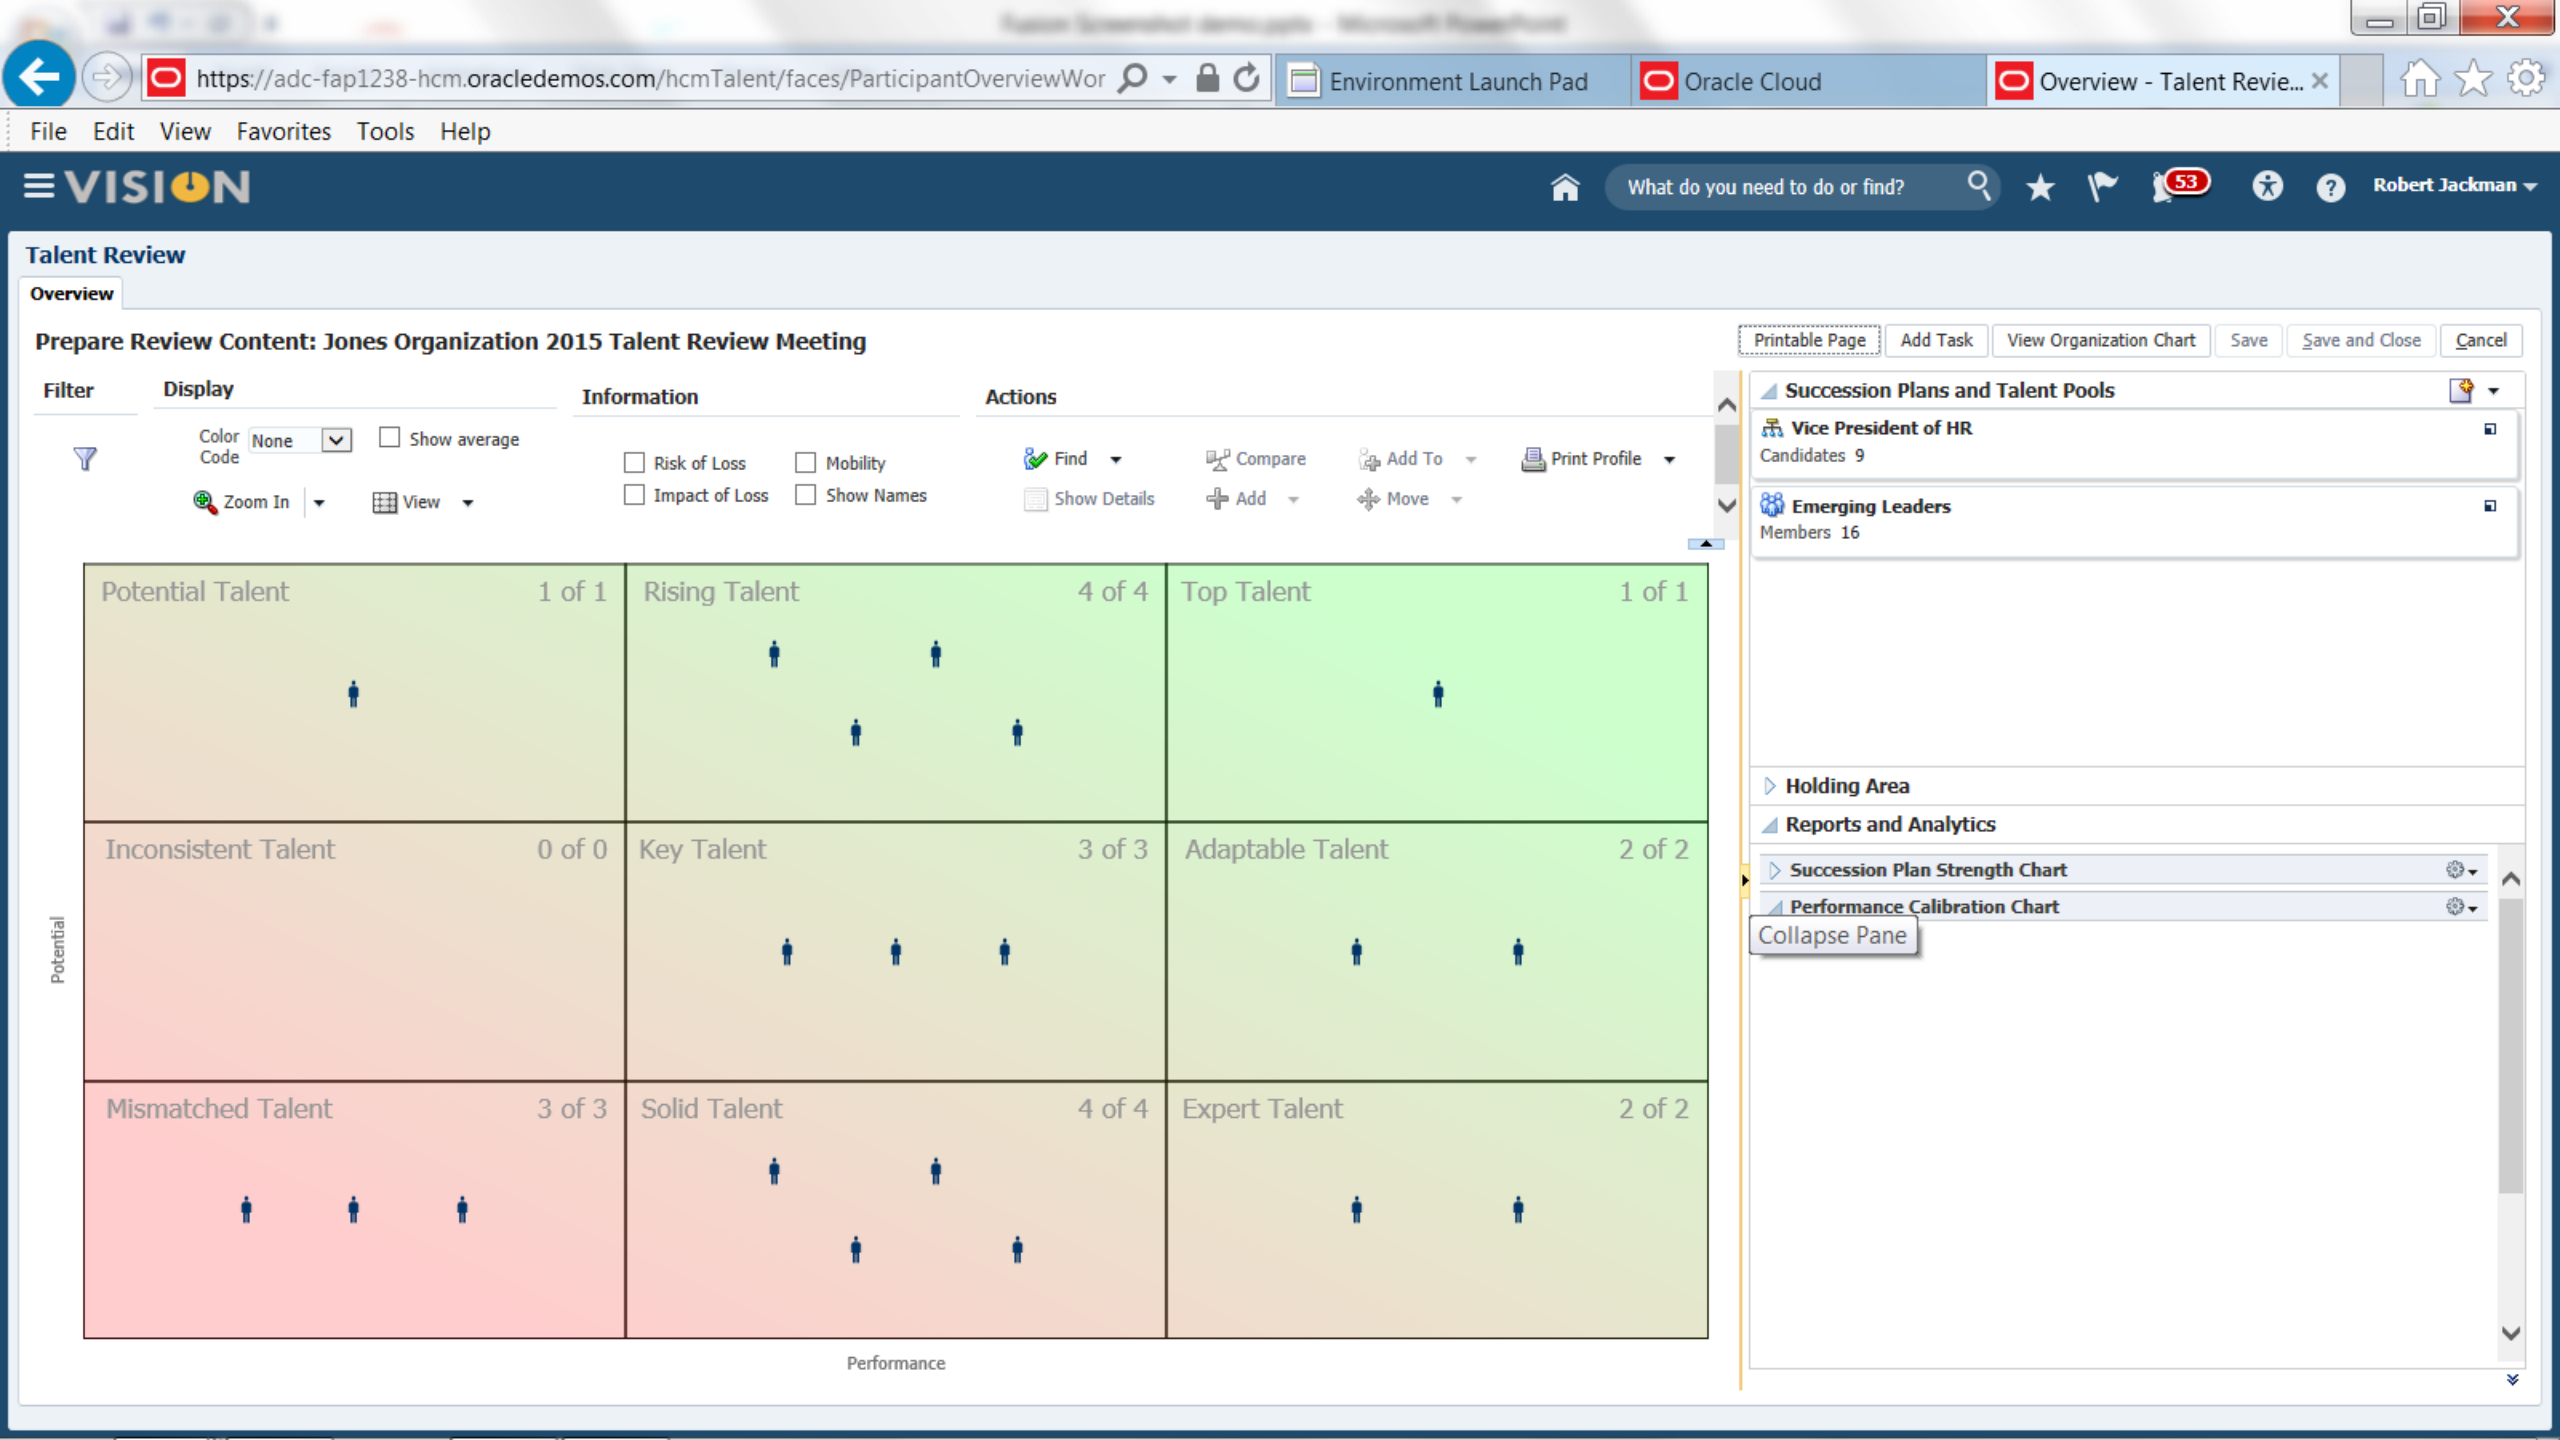 Fusion Screenshot demo.pptx - Microsoft PowerPoint
https://adc-fap1238-hcm.oracledemos.com/hcmTalent/faces/ParticipantOverviewWor
Environment Launch Pad
Oracle Cloud
Overview - Talent Revie...
File Edit View Favorites Tools Help
VISION
What do you need to do or find?
53
Robert Jackman
Talent Review
Overview
Prepare Review Content: Jones Organization 2015 Talent Review Meeting
Printable Page
Add Task
View Organization Chart
Save
Save and Close
Cancel
Filter
Display
Color Code
None
Show average
Zoom In
View
Information
Risk of Loss
Mobility
Impact of Loss
Show Names
Actions
Find
Compare
Add To
Print Profile
Show Details
Add
Move
Potential Talent 1 of 1
Rising Talent 4 of 4
Top Talent 1 of 1
Inconsistent Talent 0 of 0
Key Talent 3 of 3
Adaptable Talent 2 of 2
Mismatched Talent 3 of 3
Solid Talent 4 of 4
Expert Talent 2 of 2
Potential
Performance
Succession Plans and Talent Pools
Vice President of HR
Candidates 9
Emerging Leaders
Members 16
Holding Area
Reports and Analytics
Succession Plan Strength Chart
Performance Calibration Chart
Collapse Pane